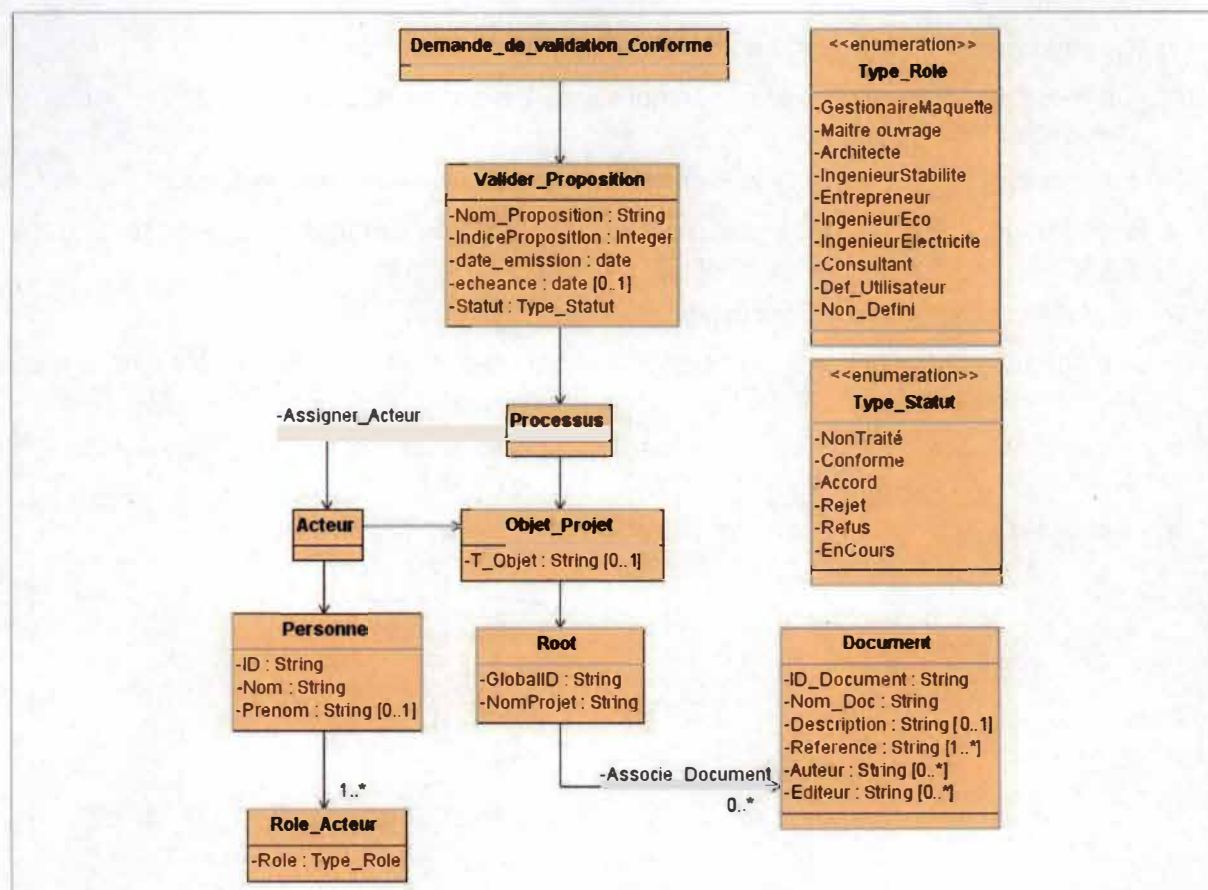 Demande_de_validation_Conforme
Valider_Proposition
-Nom_Proposition : String
-IndiceProposition : Integer
-date_emission : date
-echeance : date [0..1]
-Statut : Type_Statut
<<enumeration>>
Type_Role
-GestionaireMaquette
-Maitre ouvrage
-Architecte
-IngenieurStabilite
-Entrepreneur
-IngenieurEco
-IngenieurElectricite
-Consultant
-Def_Utilisateur
-Non_Defini
<<enumeration>>
Type_Statut
-NonTraité
-Conforme
-Accord
-Rejet
-Refus
-EnCours
-Assigner_Acteur
Processus
Acteur
Objet_Projet
-T_Objet : String [0..1]
Personne
-ID : String
-Nom : String
-Prenom : String [0..1]
Root
-GlobalID : String
-NomProjet : String
Document
-ID_Document : String
-Nom_Doc : String
-Description : String [0..1]
-Reference : String [1..*]
-Auteur : String [0..*]
-Editeur : String [0..*]
-Associe_Document
0..*
1..*
Role_Acteur
-Role : Type_Role